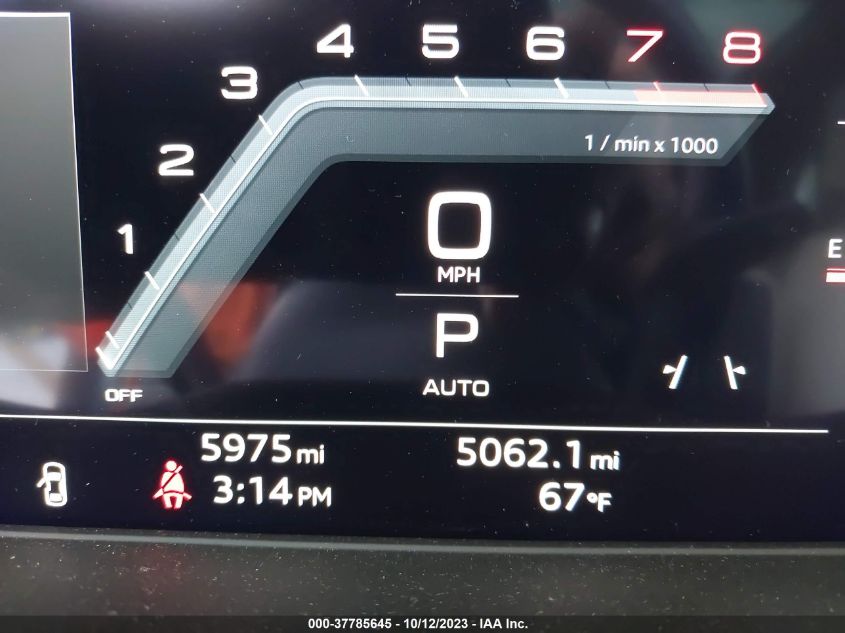 4 5 6 7 8
3
1 / min x 1000
2
1
0
MPH
E
P
AUTO
OFF
5975 mi 5062.1 mi
3:14 PM 67°F
000-37785645 - 10/12/2023 - IAA Inc.